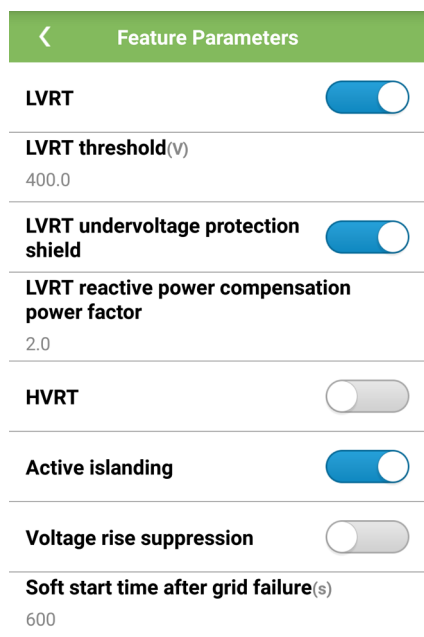 Feature Parameters
LVRT
LVRT threshold(V)
400.0
LVRT undervoltage protection
shield
LVRT reactive power compensation
power factor
2.0
HVRT
Active islanding
Voltage rise suppression
Soft start time after grid failure(s)
600